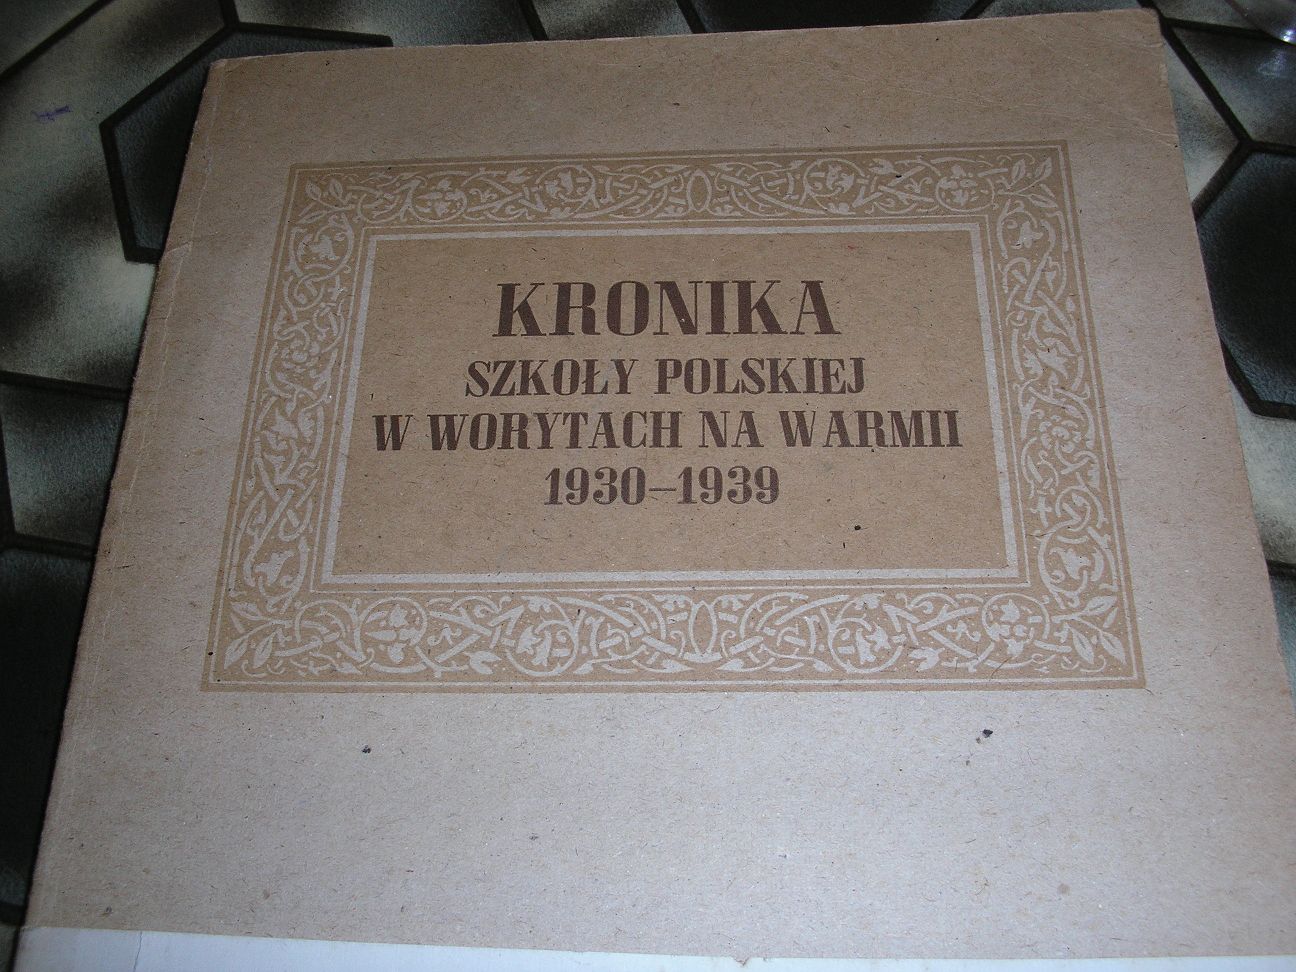 KRONIKA
SZKOŁY POLSKIEJ
W WORYTACH NA WARMII
1930—1939